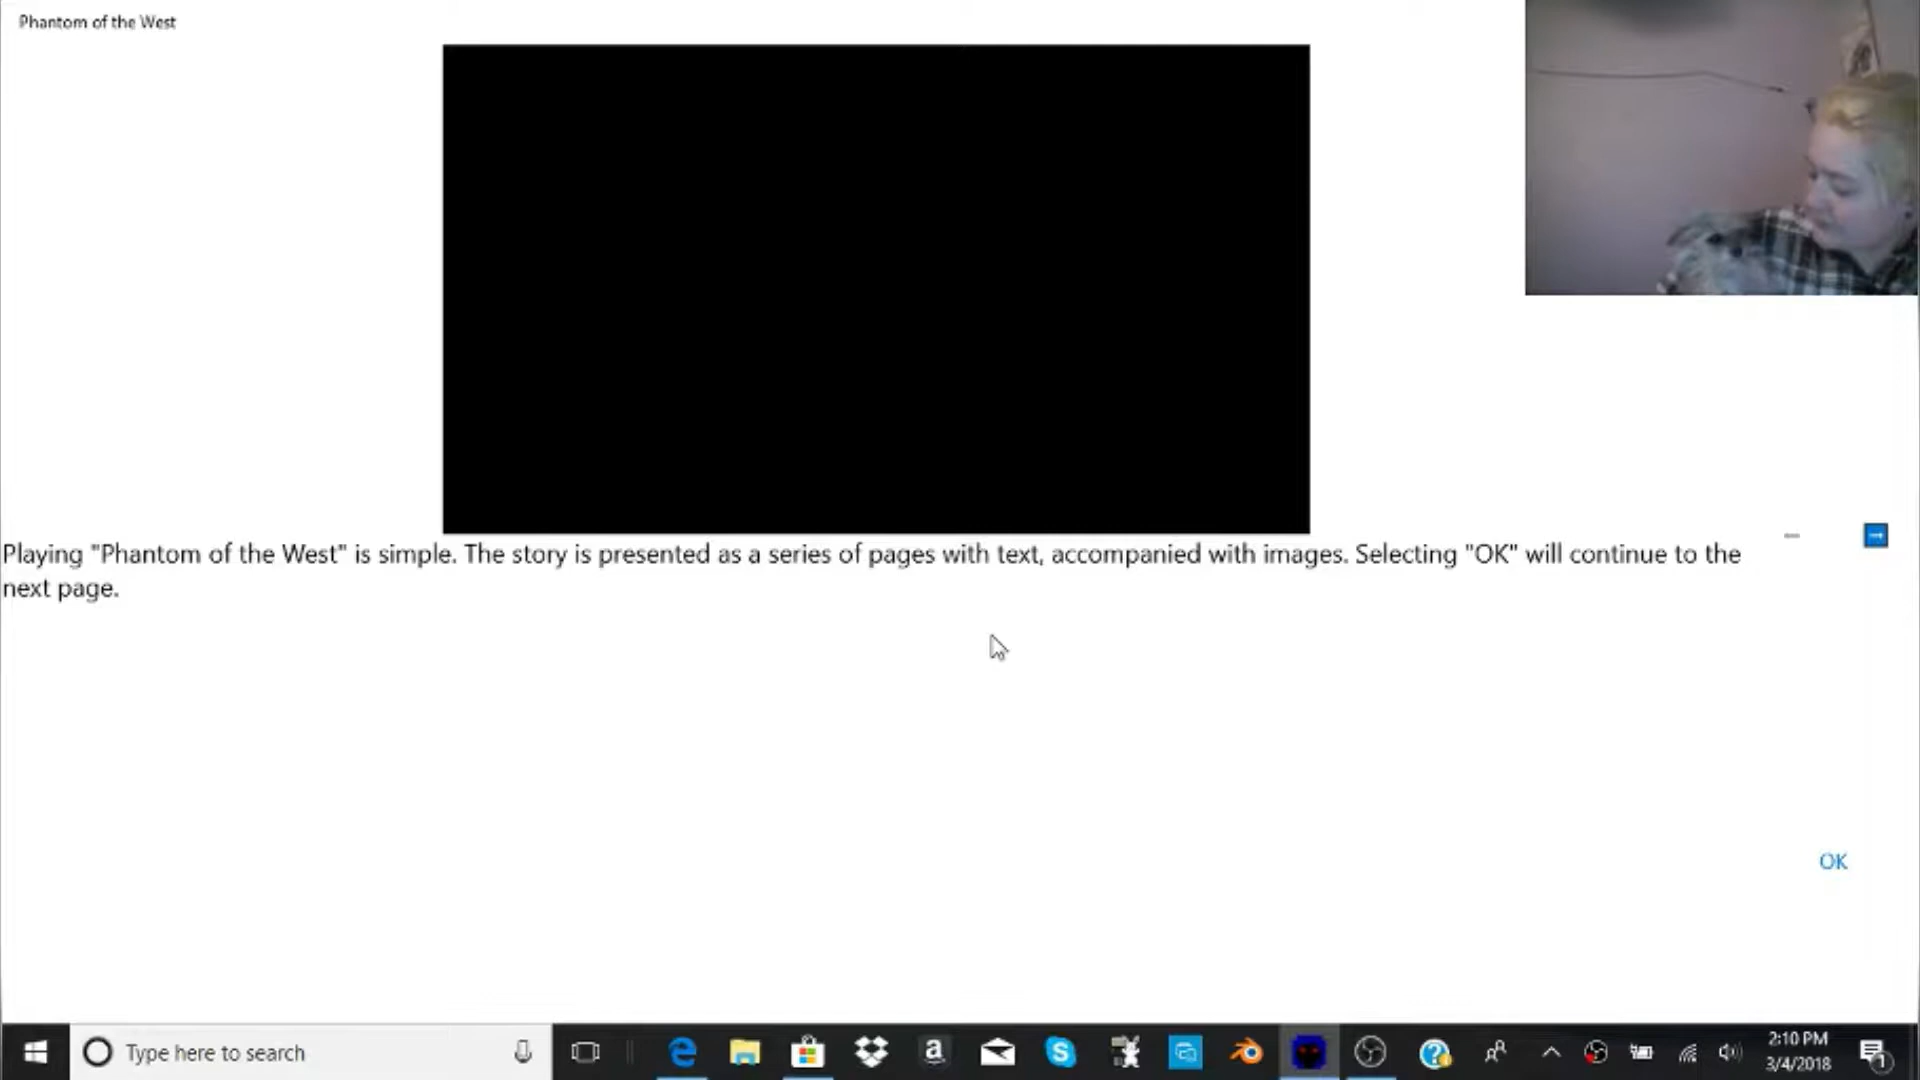 Phantom of the West
Playing "Phantom of the West" is simple. The story is presented as a series of pages with text, accompanied with images. Selecting "OK" will continue to the
next page.
OK
Type here to search
2:10 PM
3/4/2018
1